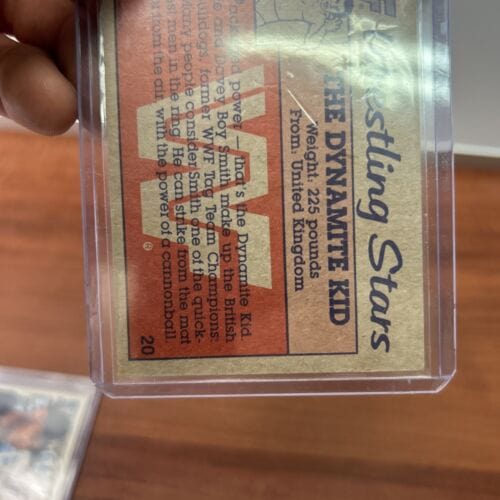 Wrestling Stars
THE DYNAMITE KID
Weight: 225 pounds
From: United Kingdom
power — that's the Dynamite Kid
and Davey Boy Smith make up the British
former WWF Tag Team Champions
Many people consider Smith one of the quick-
men in the ring. He can strike from the mat
from the air with the power of a cannonball.
20
W
®